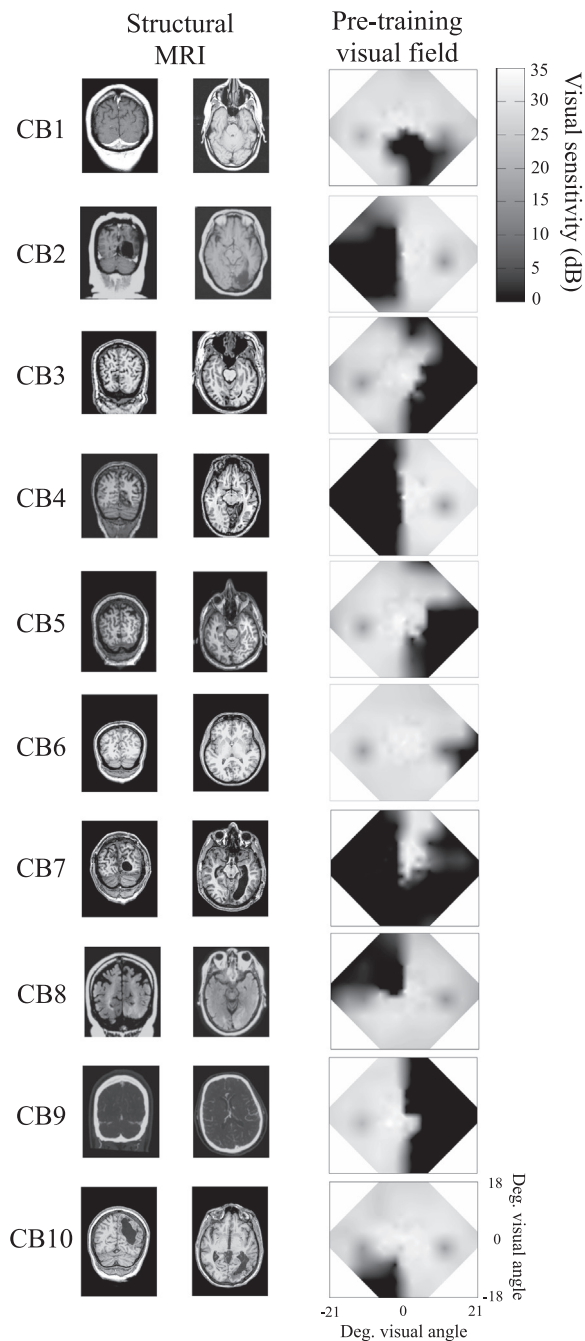 Structural
MRI
Pre-training
visual field
CB1
CB2
CB3
CB4
CB5
CB6
CB7
CB8
CB9
CB10
35
30
25
20
15
10
5
0
Visual sensitivity (dB)
18
0
-18
Deg. visual angle
-21
0
21
Deg. visual angle